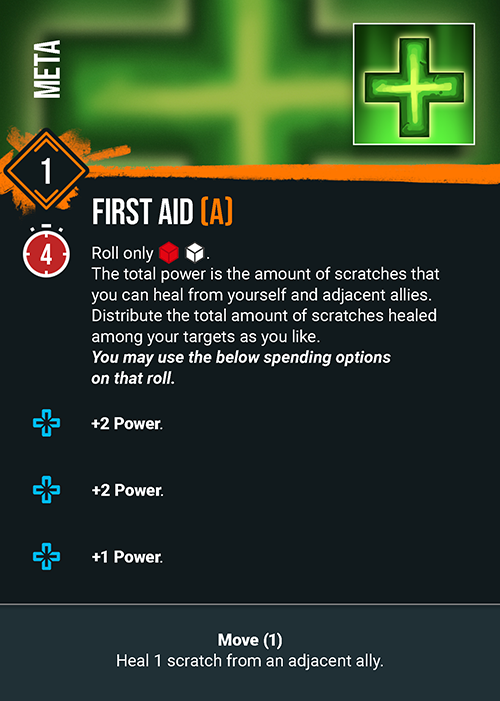 META
1
FIRST AID (A)
4
Roll only .
The total power is the amount of scratches that
you can heal from yourself and adjacent allies.
Distribute the total amount of scratches healed
among your targets as you like.
You may use the below spending options
on that roll.
+2 Power.
+2 Power.
+1 Power.
Move (1)
Heal 1 scratch from an adjacent ally.